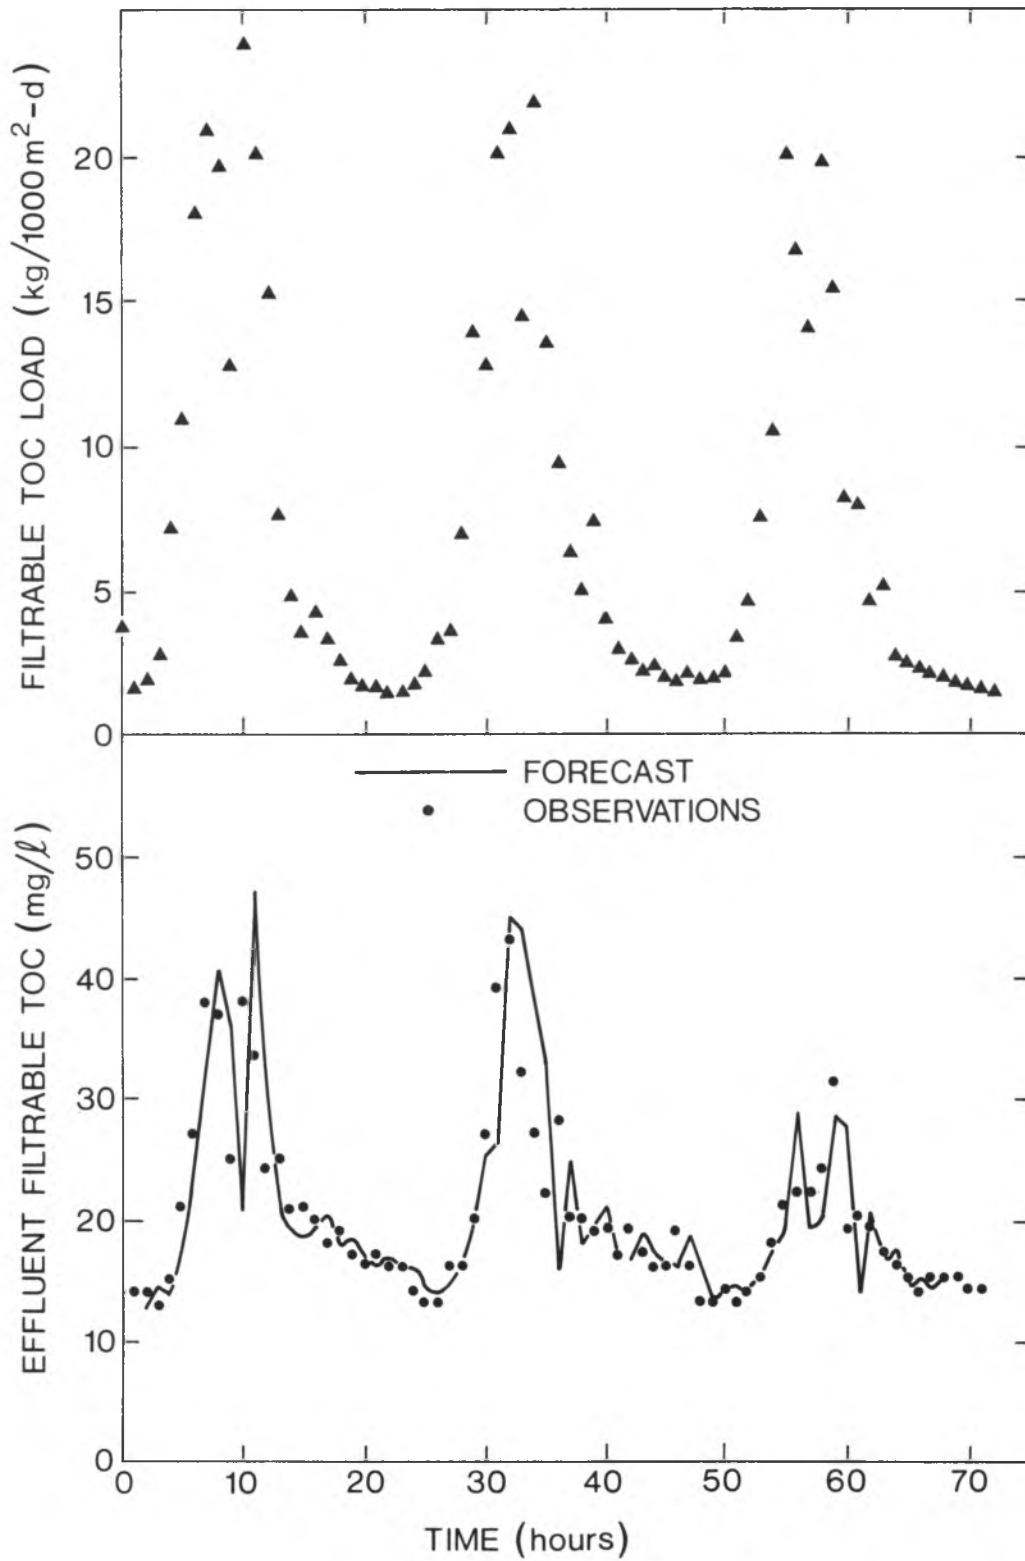 FILTRABLE TOC LOAD (kg/1000m²-d)
20
15
10
5
0
FORECAST
OBSERVATIONS
EFFLUENT FILTRABLE TOC (mg/ℓ)
50
40
30
20
10
0
0 10 20 30 40 50 60 70
TIME (hours)